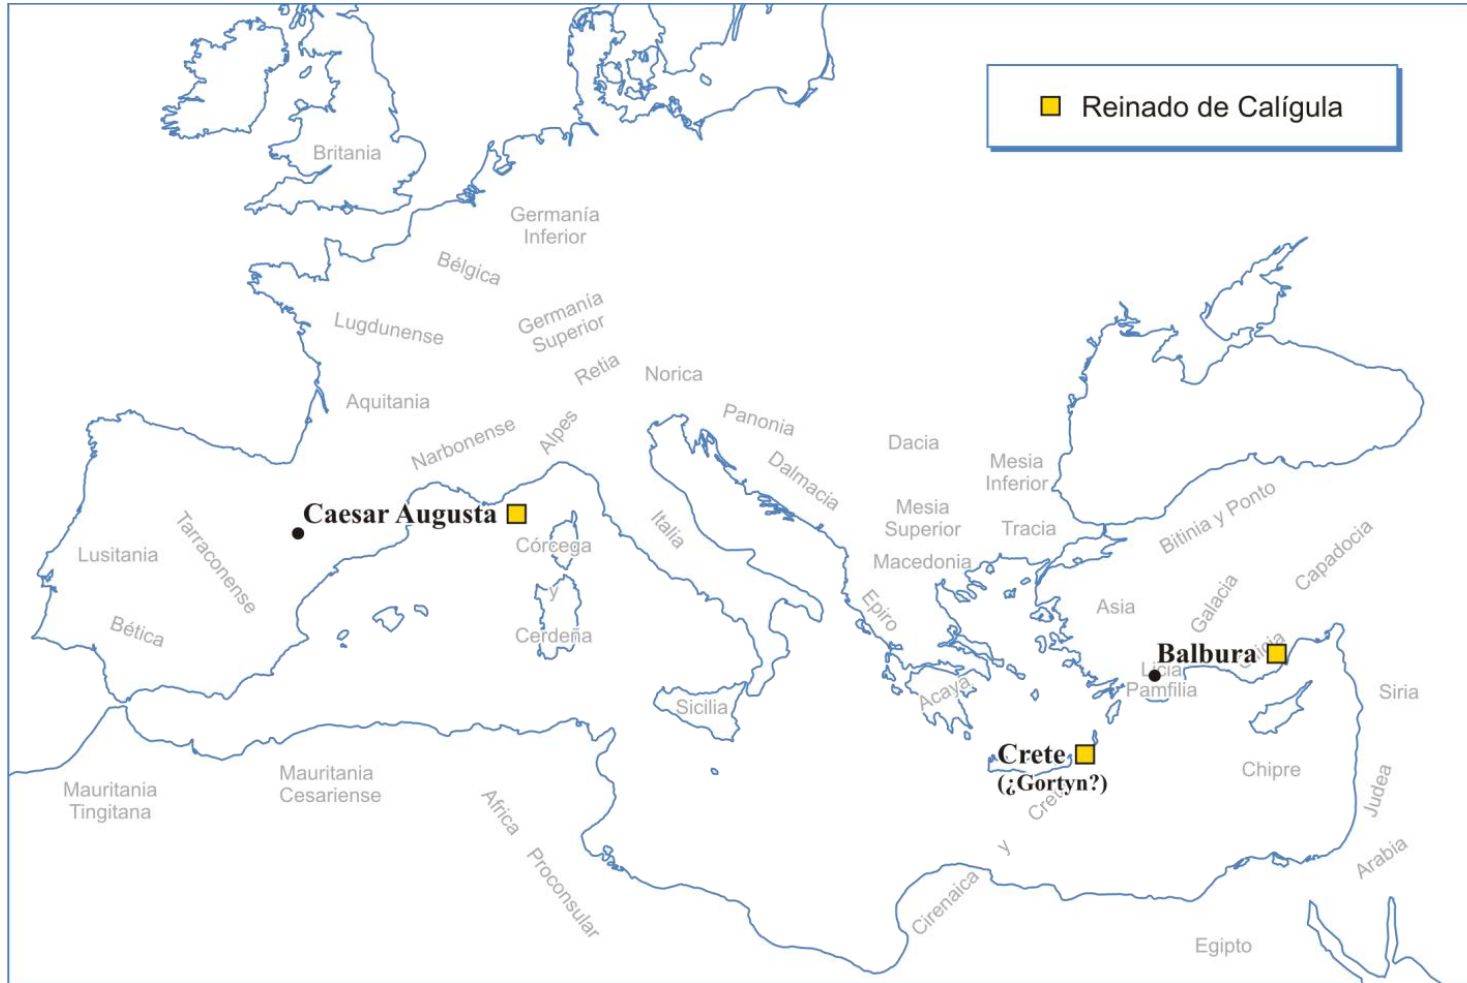 Reinado de Calígula
Britania
Germanía
Inferior
Bélgica
Lugdunense
Germanía
Superior
Retia
Norica
Aquitania
Narbonense
Alpes
Panonia
Dalmacia
Dacia
Mesia
Inferior
Mesia
Superior
Tracia
Macedonia
Bitinia y Ponto
Capadocia
Caesar Augusta
Córcega
y
Cerdeña
Italia
Lusitania
Tarraconense
Bética
Epiro
Asia
Galacia
Balbura
Cilicia
Licia
Pamfilia
Siria
Sicilia
Acaya
Crete
(¿Gortyn?)
Creta
y
Cirenaica
Chipre
Judea
Arabia
Egipto
Mauritania
Tingitana
Mauritania
Cesariense
Africa
Proconsular